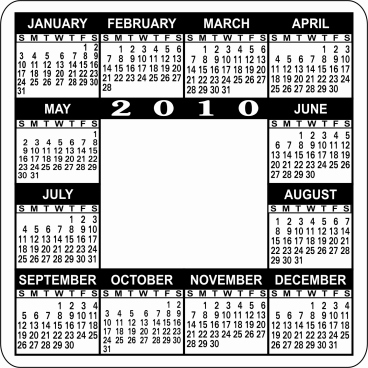 JANUARY
S M T W T F S
1 2
3 4 5 6 7 8 9
10 11 12 13 14 15 16
17 18 19 20 21 22 23
24 25 26 27 28 29 30
31
FEBRUARY
S M T W T F S
1 2 3 4 5 6
7 8 9 10 11 12 13
14 15 16 17 18 19 20
21 22 23 24 25 26 27
28
MARCH
S M T W T F S
1 2 3 4 5 6
7 8 9 10 11 12 13
14 15 16 17 18 19 20
21 22 23 24 25 26 27
28 29 30 31
APRIL
S M T W T F S
1 2 3
4 5 6 7 8 9 10
11 12 13 14 15 16 17
18 19 20 21 22 23 24
25 26 27 28 29 30
MAY
S M T W T F S
1
2 3 4 5 6 7 8
9 10 11 12 13 14 15
16 17 18 19 20 21 22
23 24 25 26 27 28 29
30 31
2010
JUNE
S M T W T F S
1 2 3 4 5
6 7 8 9 10 11 12
13 14 15 16 17 18 19
20 21 22 23 24 25 26
27 28 29 30
JULY
S M T W T F S
1 2 3
4 5 6 7 8 9 10
11 12 13 14 15 16 17
18 19 20 21 22 23 24
25 26 27 28 29 30 31
AUGUST
S M T W T F S
1 2 3 4 5 6 7
8 9 10 11 12 13 14
15 16 17 18 19 20 21
22 23 24 25 26 27 28
29 30 31
SEPTEMBER
S M T W T F S
1 2 3 4
5 6 7 8 9 10 11
12 13 14 15 16 17 18
19 20 21 22 23 24 25
26 27 28 29 30
OCTOBER
S M T W T F S
1 2
3 4 5 6 7 8 9
10 11 12 13 14 15 16
17 18 19 20 21 22 23
24 25 26 27 28 29 30
31
NOVEMBER
S M T W T F S
1 2 3 4 5 6
7 8 9 10 11 12 13
14 15 16 17 18 19 20
21 22 23 24 25 26 27
28 29 30
DECEMBER
S M T W T F S
1 2 3 4
5 6 7 8 9 10 11
12 13 14 15 16 17 18
19 20 21 22 23 24 25
26 27 28 29 30 31